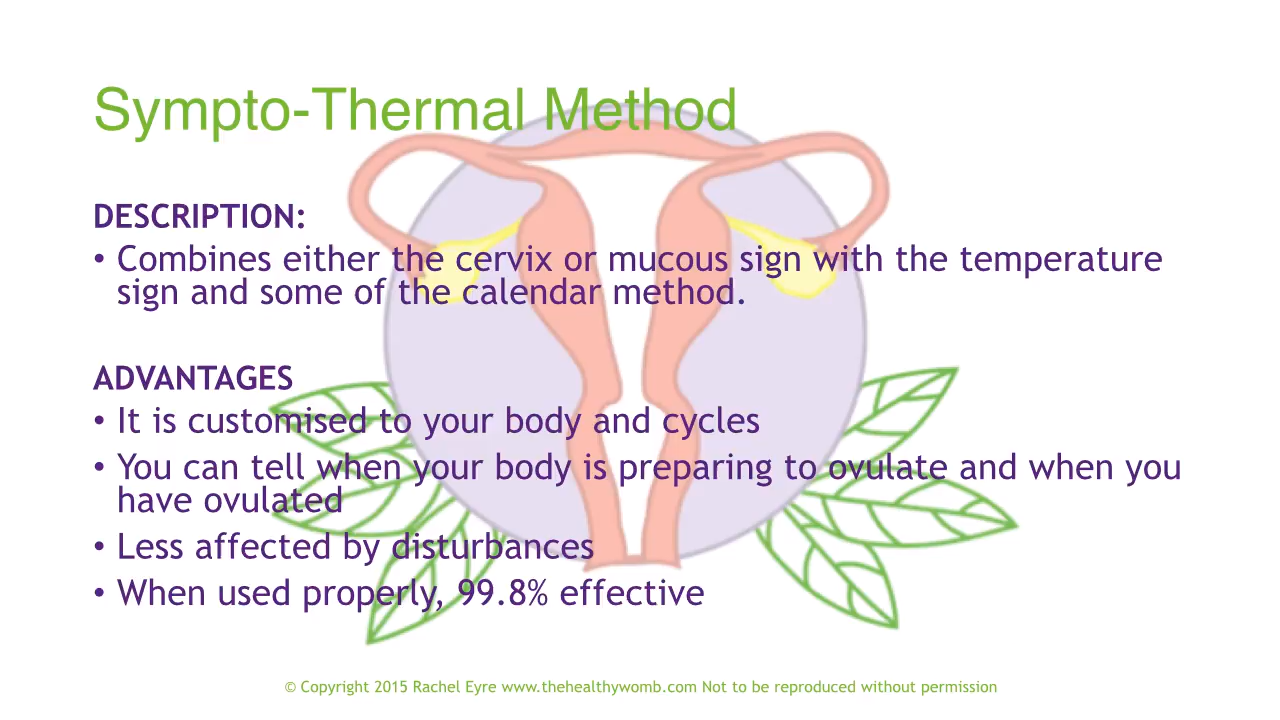 Sympto-Thermal Method
DESCRIPTION:
• Combines either the cervix or mucous sign with the temperature
sign and some of the calendar method.
ADVANTAGES
• It is customised to your body and cycles
• You can tell when your body is preparing to ovulate and when you
have ovulated
• Less affected by disturbances
• When used properly, 99.8% effective
© Copyright 2015 Rachel Eyre www.thehealthywomb.com Not to be reproduced without permission